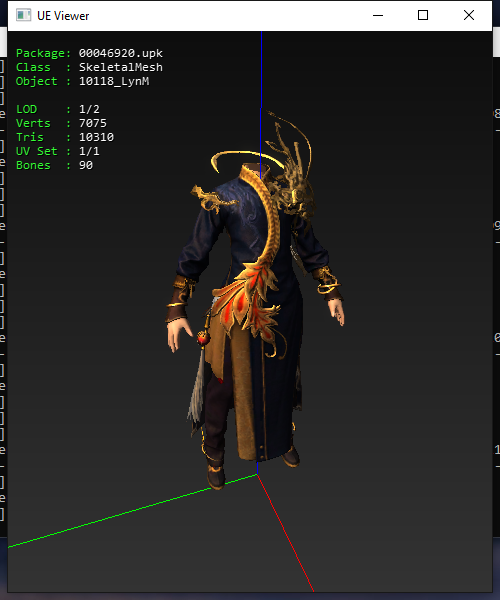 UE Viewer
Package: 00046920.upk
Class : SkeletalMesh
Object : 10118_LynM
LOD : 1/2
Verts : 7075
Tris : 10310
UV Set : 1/1
Bones : 90